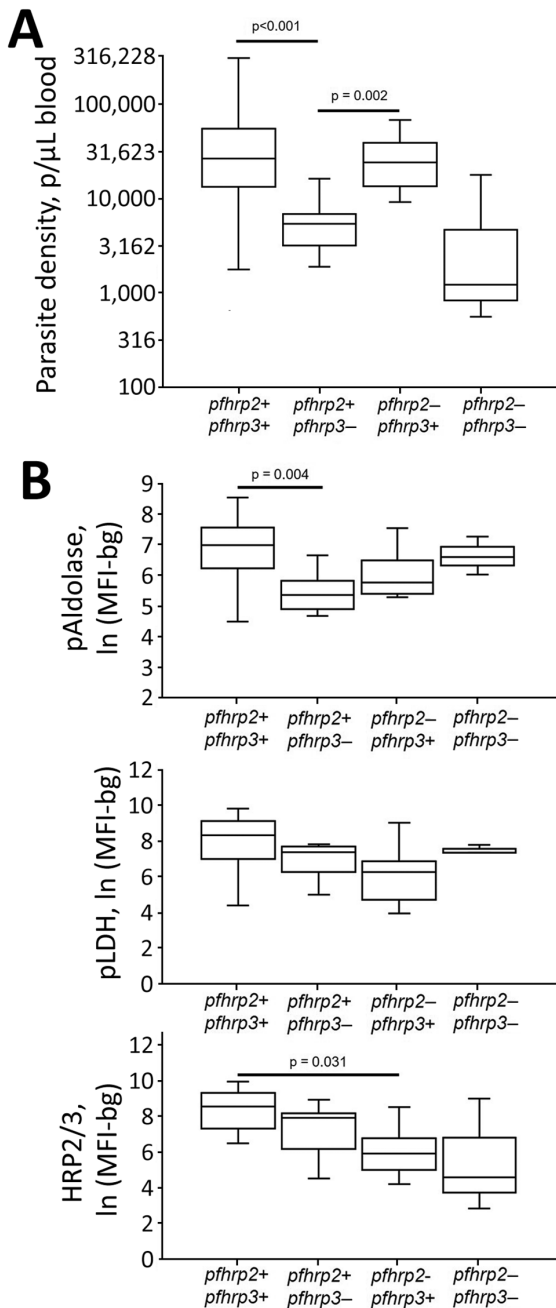 A
p<0.001
p = 0.002
Parasite density, p/μL blood
316,228
100,000
31,623
10,000
3,162
1,000
316
100
pfhrp2+ pfhrp2+ pfhrp2– pfhrp2–
pfhrp3+ pfhrp3– pfhrp3+ pfhrp3–
B
p = 0.004
pAldolase,
ln (MFI-bg)
9
8
7
6
5
4
3
2
pfhrp2+ pfhrp2+ pfhrp2– pfhrp2–
pfhrp3+ pfhrp3– pfhrp3+ pfhrp3–
pLDH, ln (MFI-bg)
12
10
8
6
4
2
0
pfhrp2+ pfhrp2+ pfhrp2– pfhrp2–
pfhrp3+ pfhrp3– pfhrp3+ pfhrp3–
p = 0.031
HRP2/3,
ln (MFI-bg)
12
10
8
6
4
2
0
pfhrp2+ pfhrp2+ pfhrp2- pfhrp2–
pfhrp3+ pfhrp3– pfhrp3+ pfhrp3–